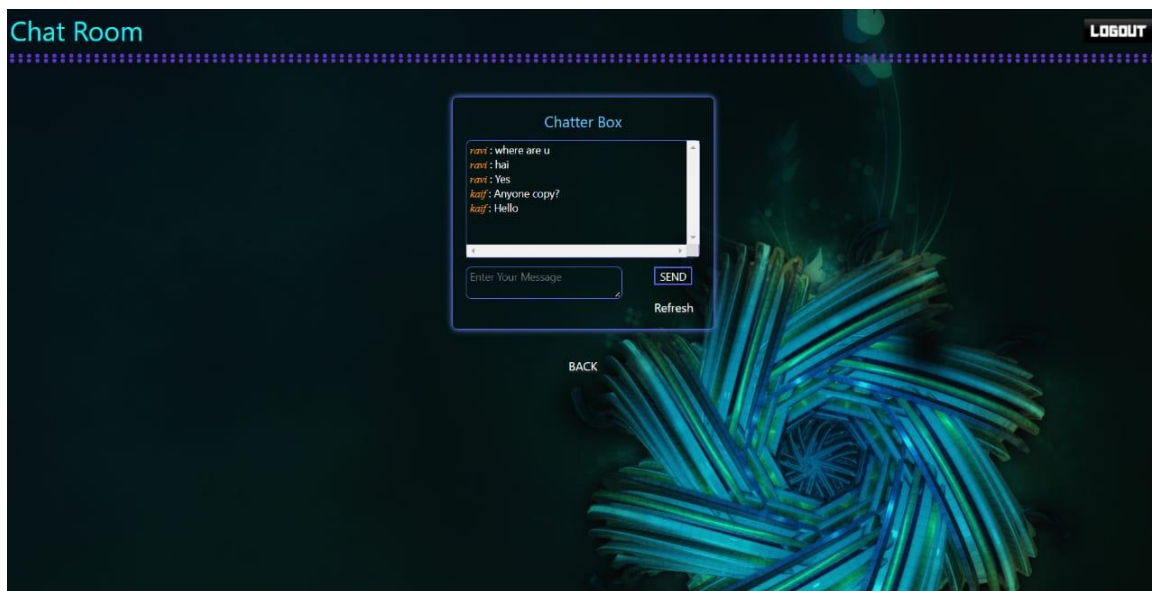 Chat Room
LOGOUT
Chatter Box
ravi : where are u
ravi : hai
ravi : Yes
kaif : Anyone copy?
kaif : Hello
Enter Your Message
SEND
Refresh
BACK